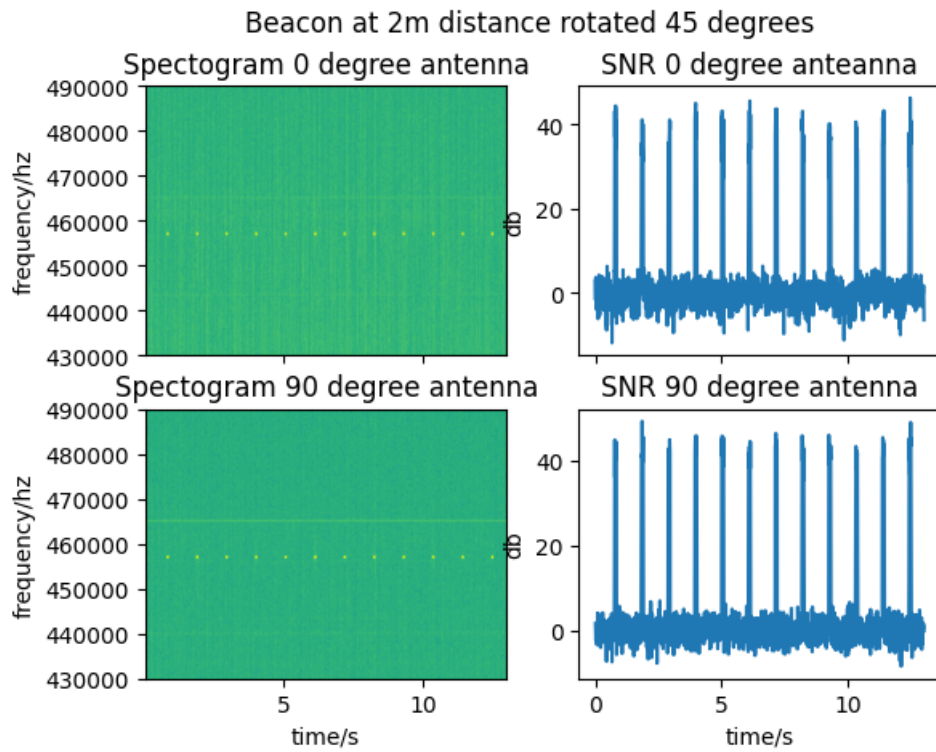 Beacon at 2m distance rotated 45 degrees
Spectogram 0 degree antenna
SNR 0 degree anteanna
490000
480000
470000
460000
450000
440000
430000
frequency/hz
40
20
0
db
Spectogram 90 degree antenna
SNR 90 degree antenna
490000
480000
470000
460000
450000
440000
430000
frequency/hz
5
10
time/s
40
20
0
db
0
10
time/s